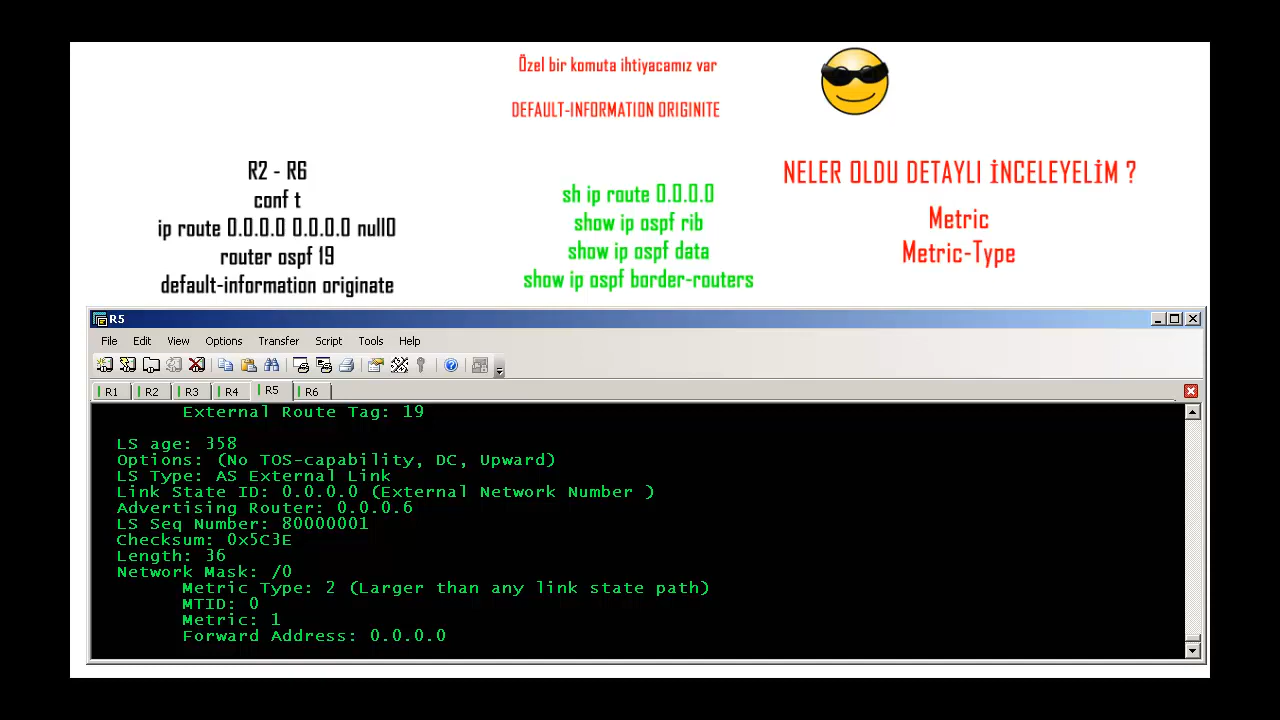 Özel bir komuta ihtiyacamız var
DEFAULT-INFORMATION ORIGINITE
R2 - R6
conf t
ip route 0.0.0.0 0.0.0.0 null0
router ospf 19
default-information originate
sh ip route 0.0.0.0
show ip ospf rib
show ip ospf data
show ip ospf border-routers
NELER OLDU DETAYLI İNCELEYELİM ?
Metric
Metric-Type
R5
File Edit View Options Transfer Script Tools Help
R1 R2 R3 R4 R5 R6
External Route Tag: 19
LS age: 358
Options: (No TOS-capability, DC, Upward)
LS Type: AS External Link
Link State ID: 0.0.0.0 (External Network Number )
Advertising Router: 0.0.0.6
LS Seq Number: 80000001
Checksum: 0x5C3E
Length: 36
Network Mask: /0
Metric Type: 2 (Larger than any link state path)
MTID: 0
Metric: 1
Forward Address: 0.0.0.0